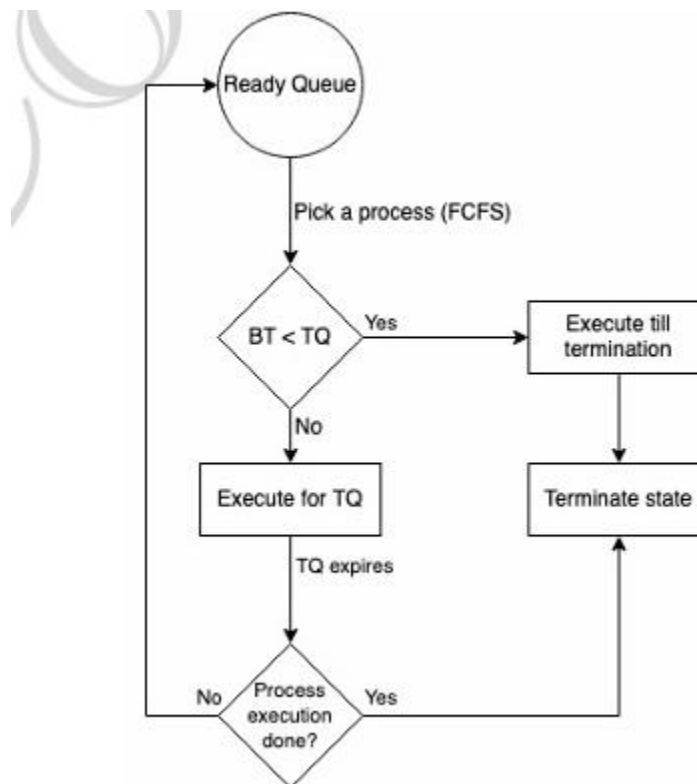 Ready Queue
Pick a process (FCFS)
BT < TQ
Yes
Execute till
termination
No
Execute for TQ
Terminate state
TQ expires
No
Process
execution
done?
Yes